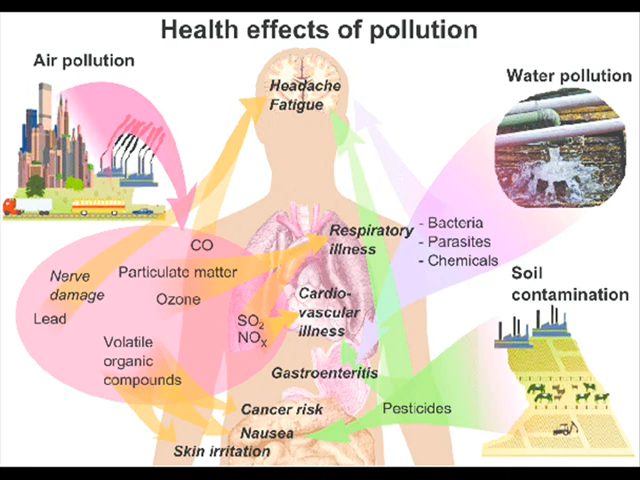 Health effects of pollution
Air pollution
Water pollution
Headache
Fatigue
CO
Respiratory
illness
- Bacteria
- Parasites
- Chemicals
Nerve
damage
Particulate matter
Ozone
Lead
SO₂
NOₓ
Cardio-
vascular
illness
Soil
contamination
Volatile
organic
compounds
Gastroenteritis
Cancer risk
Pesticides
Nausea
Skin irritation